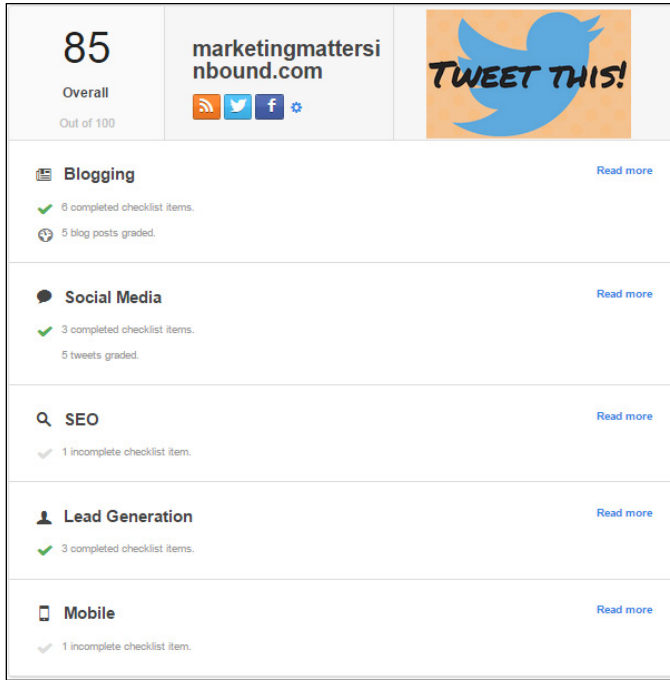 85
Overall
Out of 100
marketingmattersi
nbound.com
f
TWEET THIS!
Blogging
Read more
6 completed checklist items.
5 blog posts graded.
Social Media
Read more
3 completed checklist items.
5 tweets graded.
SEO
Read more
1 incomplete checklist item.
Lead Generation
Read more
3 completed checklist items.
Mobile
Read more
1 incomplete checklist item.